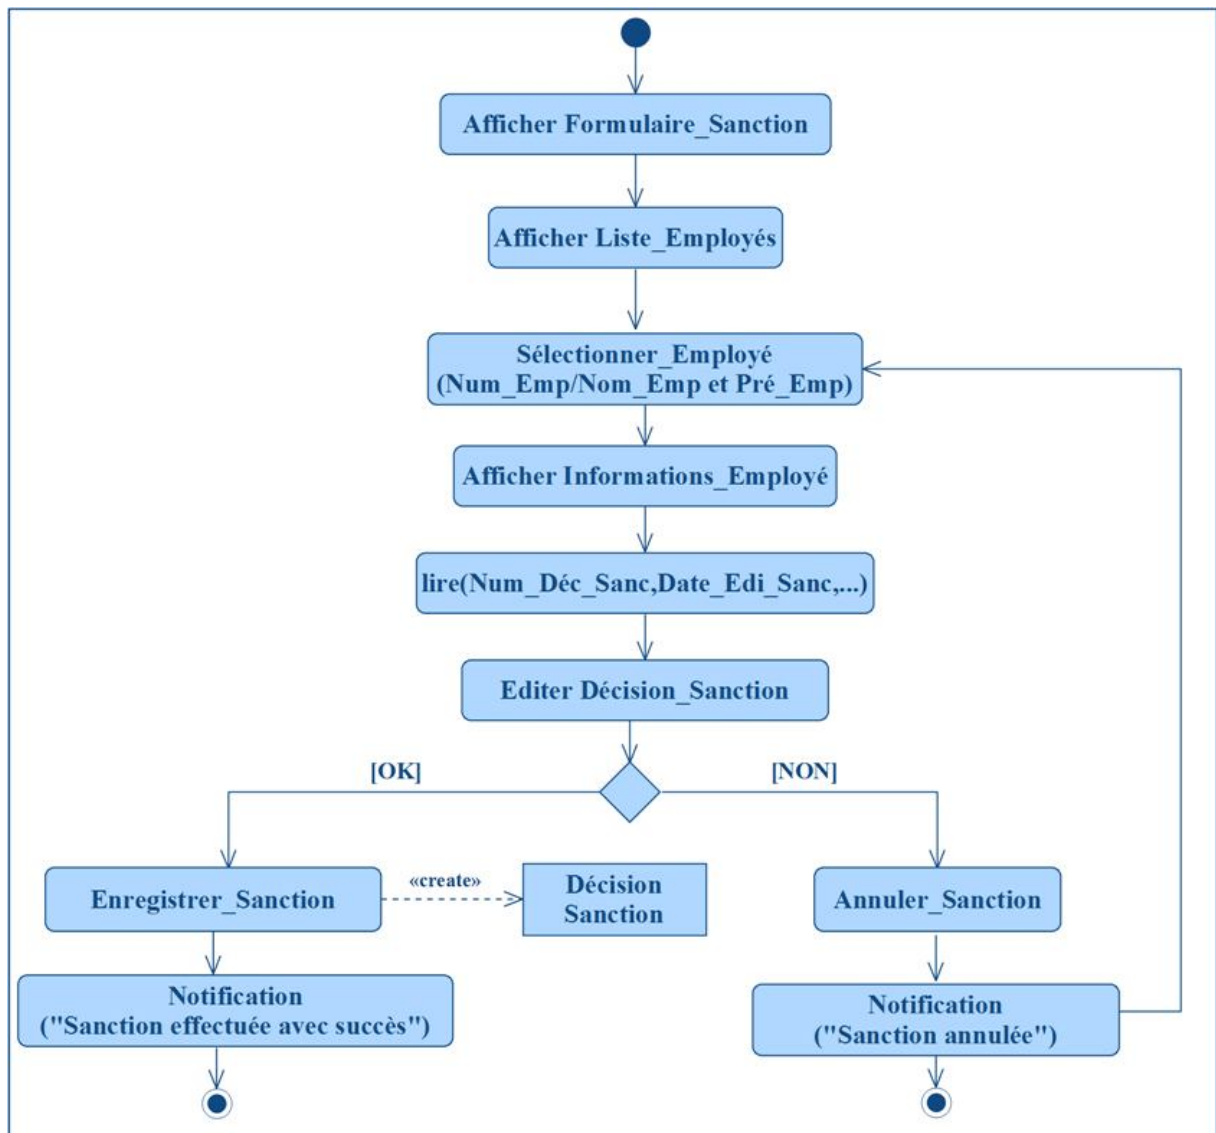 Afficher Formulaire_Sanction
Afficher Liste_Employés
Sélectionner_Employé
(Num_Emp/Nom_Emp et Pré_Emp)
Afficher Informations_Employé
lire(Num_Déc_Sanc,Date_Edi_Sanc,...)
Editer Décision_Sanction
[OK]
[NON]
Enregistrer_Sanction
«create»
Décision
Sanction
Annuler_Sanction
Notification
("Sanction effectuée avec succès")
Notification
("Sanction annulée")